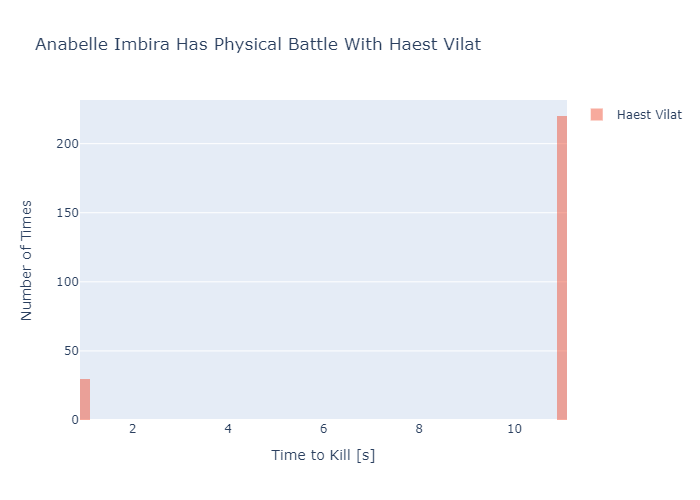 Anabelle Imbira Has Physical Battle With Haest Vilat
Haest Vilat
200
150
100
50
0
Number of Times
2 4 6 8 10
Time to Kill [s]